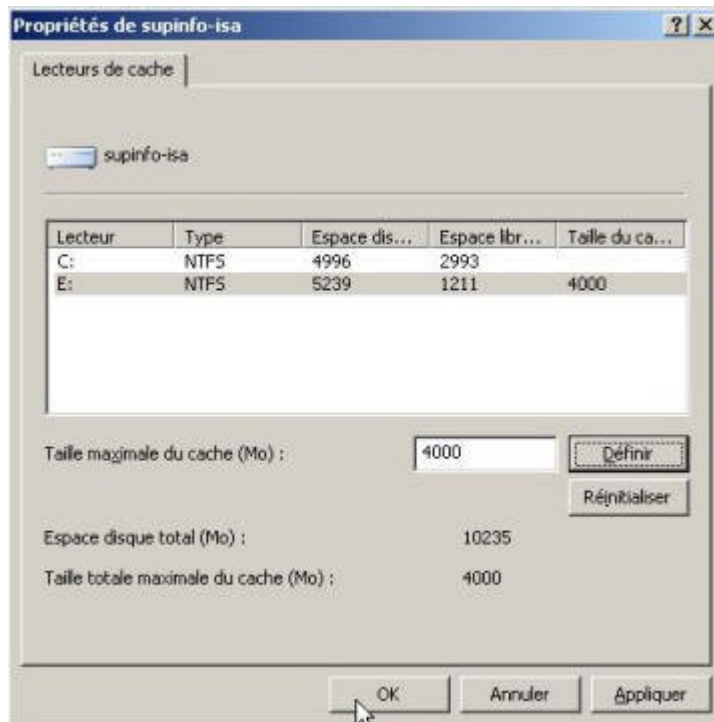 Propriétés de supinfo-isa
Lecteurs de cache
supinfo-isa
Lecteur Type Espace dis... Espace libr... Taille du ca...
C: NTFS 4996 2993
E: NTFS 5239 1211 4000
Taille maximale du cache (Mo) : 4000 Définir
Réinitialiser
Espace disque total (Mo) : 10235
Taille totale maximale du cache (Mo) : 4000
OK Annuler Appliquer